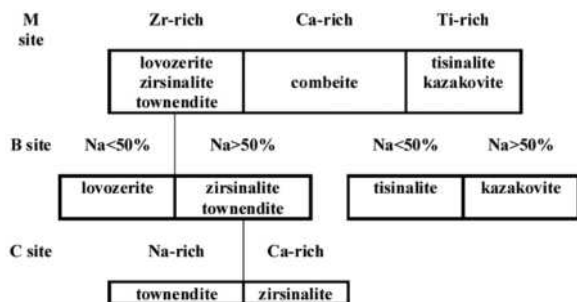 M site Zr-rich Ca-rich Ti-rich
lovozerite zirsinalite townendite combeite tisinalite kazakovite
B site Na<50% Na>50% Na<50% Na>50%
lovozerite zirsinalite townendite tisinalite kazakovite
C site Na-rich Ca-rich
townendite zirsinalite